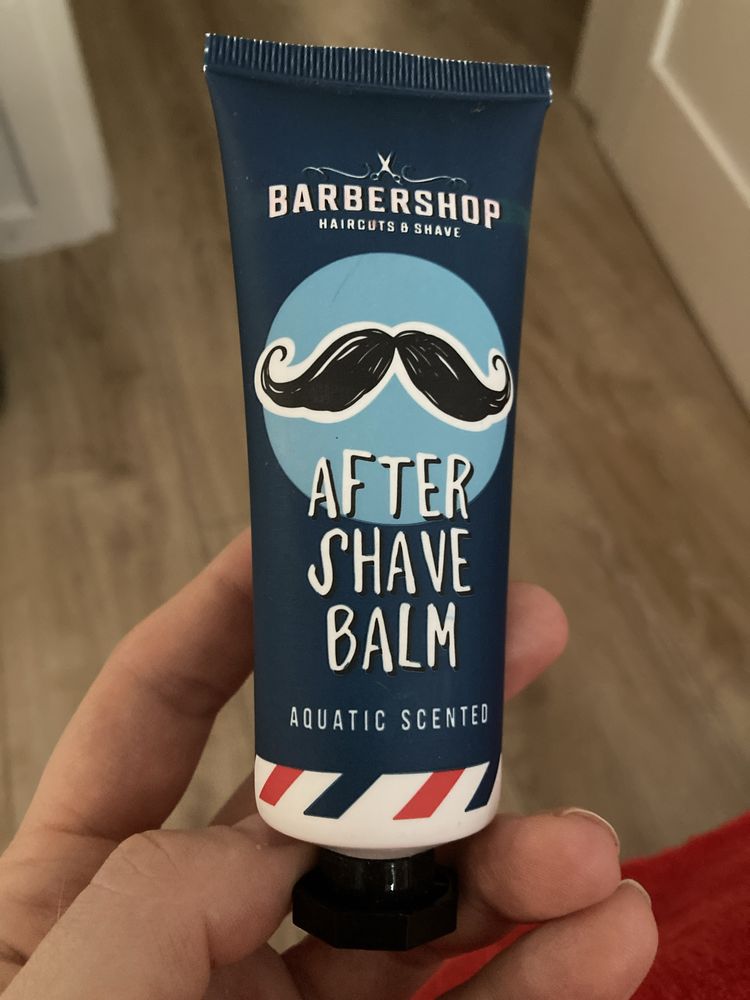 BARBERSHOP
HAIRCUTS & SHAVE
AFTER
SHAVE
BALM
AQUATIC SCENTED